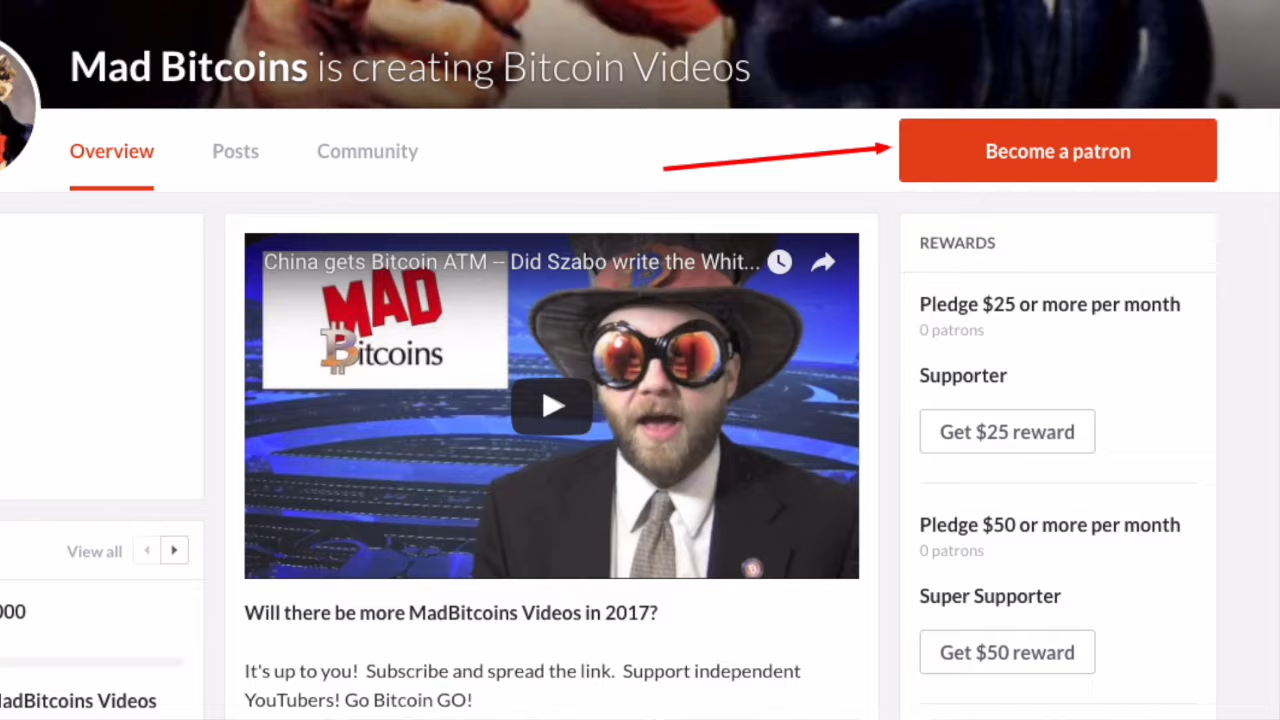 Mad Bitcoins is creating Bitcoin Videos
Overview
Posts
Community
Become a patron
China gets Bitcoin ATM -- Did Szabo write the Whit...
MAD
Bitcoins
REWARDS
Pledge $25 or more per month
0 patrons
Supporter
Get $25 reward
Pledge $50 or more per month
0 patrons
Super Supporter
Get $50 reward
View all
000
MadBitcoins Videos
Will there be more MadBitcoins Videos in 2017?
It's up to you! Subscribe and spread the link. Support independent
YouTubers! Go Bitcoin GO!